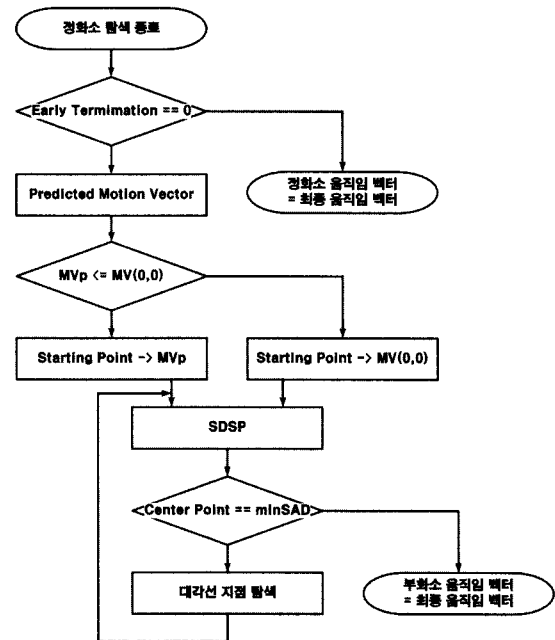 정화소 탐색 종료
Early Termimation == 0
Predicted Motion Vector
정화소 움직임 벡터
= 최종 움직임 벡터
MVp <= MV(0,0)
Starting Point -> MVp
Starting Point -> MV(0,0)
SDSP
Center Point == minSAD
대각선 지점 탐색
부화소 움직임 벡터
= 최종 움직임 벡터